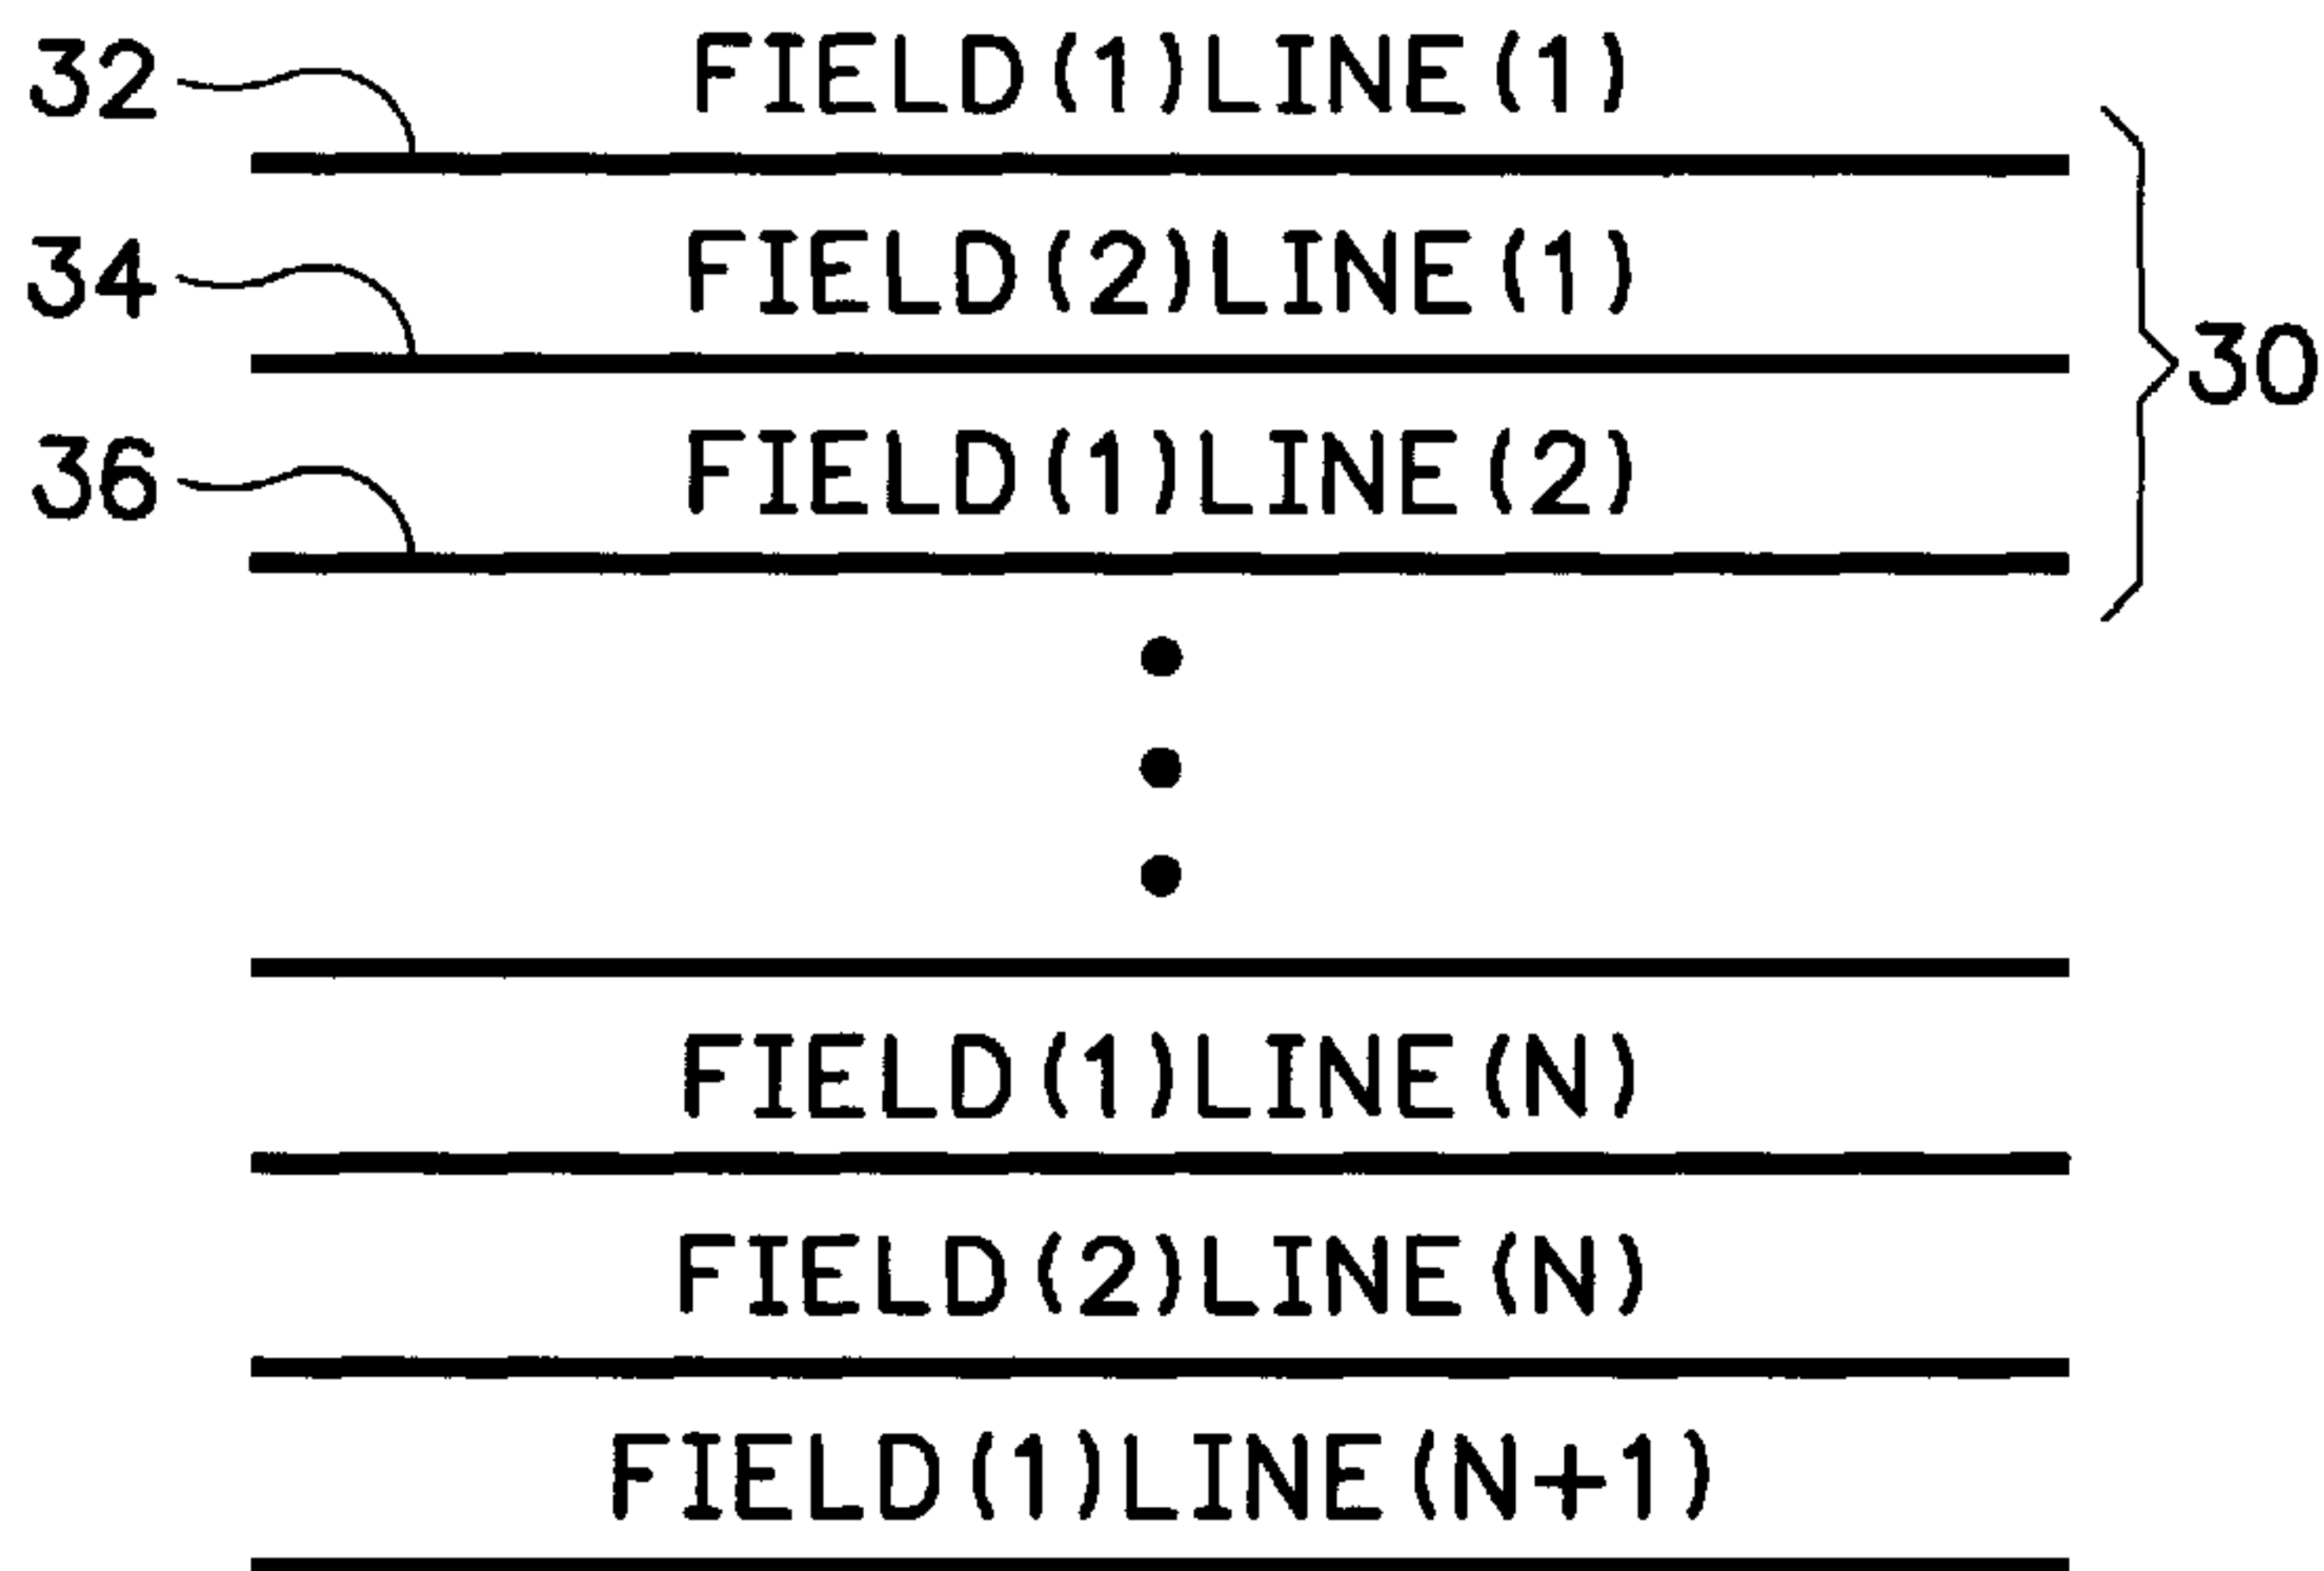 32 FIELD(1)LINE(1)
34 FIELD(2)LINE(1)
30
36 FIELD(1)LINE(2)
FIELD(1)LINE(N)
FIELD(2)LINE(N)
FIELD(1)LINE(N+1)